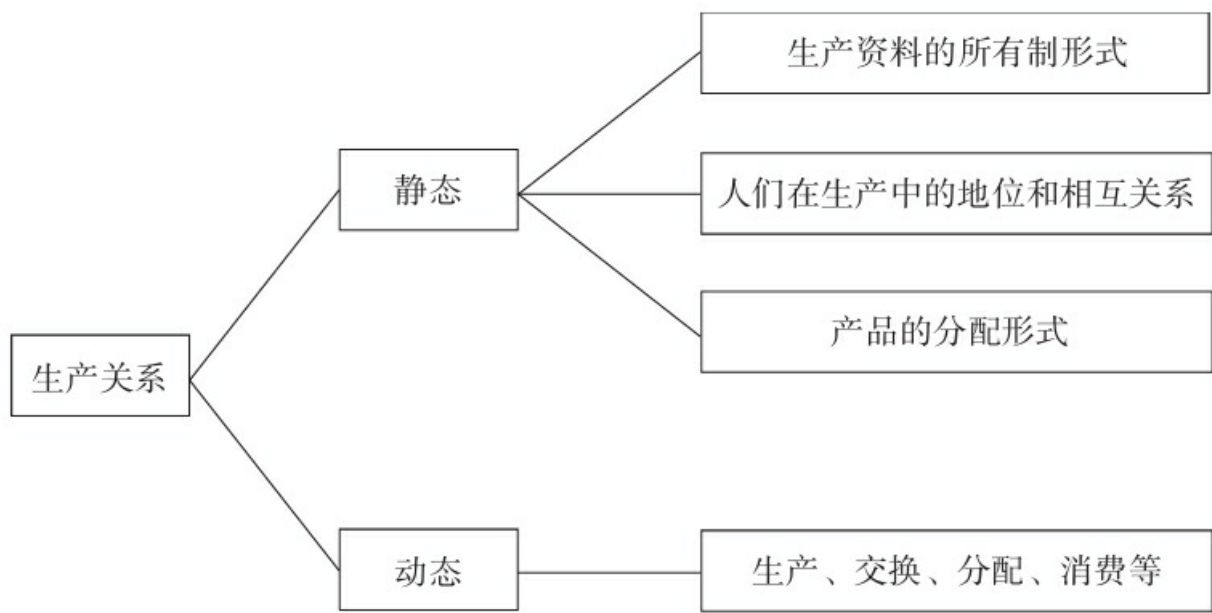 生产关系
静态
生产资料的所有制形式
人们在生产中的地位和相互关系
产品的分配形式
动态
生产、交换、分配、消费等